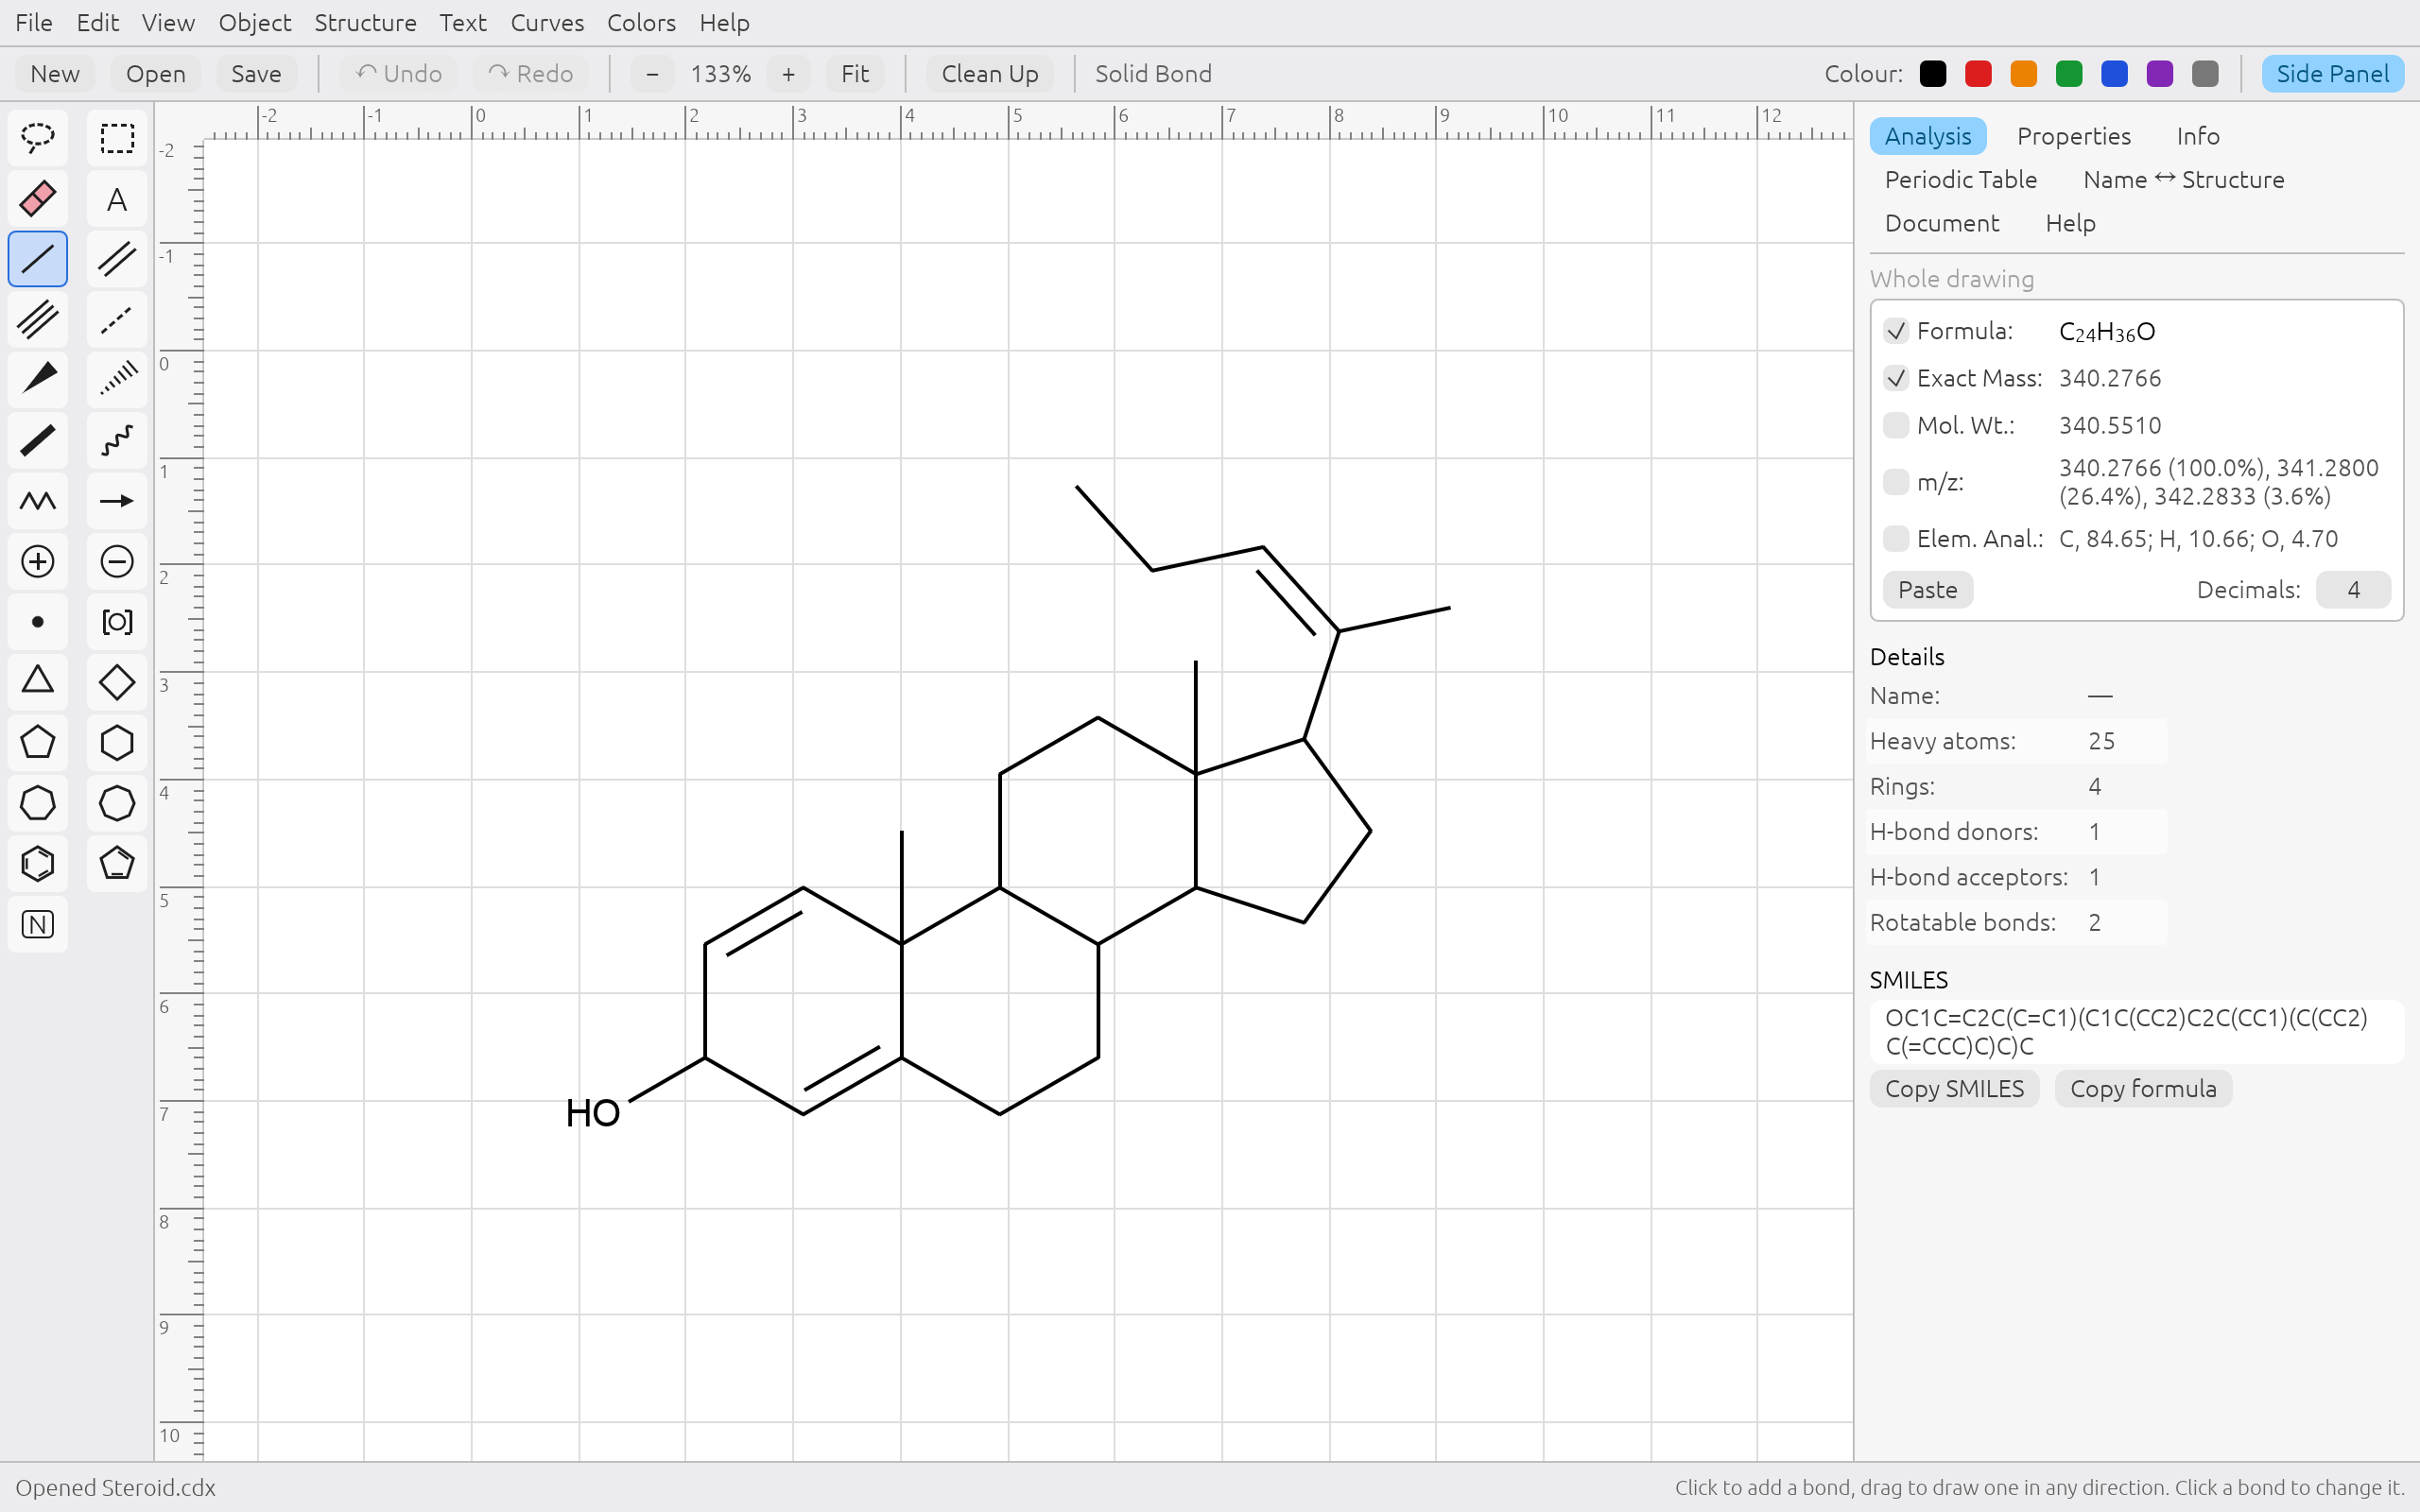 File Edit View Object Structure Text Curves Colors Help
New Open Save Undo Redo − 133% + Fit Clean Up Solid Bond Colour: Side Panel
-2 -1 0 1 2 3 4 5 6 7 8 9 10 11 12
-2
-1
0
1
2
3
4
5
6
7
8
9
10
A
N
HO
Analysis Properties Info
Periodic Table Name ↔ Structure
Document Help
Whole drawing
Formula: C₂₄H₃₆O
Exact Mass: 340.2766
Mol. Wt.: 340.5510
m/z: 340.2766 (100.0%), 341.2800
(26.4%), 342.2833 (3.6%)
Elem. Anal.: C, 84.65; H, 10.66; O, 4.70
Paste Decimals: 4
Details
Name: —
Heavy atoms: 25
Rings: 4
H-bond donors: 1
H-bond acceptors: 1
Rotatable bonds: 2
SMILES
OC1C=C2C(C=C1)(C1C(CC2)C2C(CC1)(C(CC2)
C(=CCC)C)C)C
Copy SMILES Copy formula
Opened Steroid.cdx
Click to add a bond, drag to draw one in any direction. Click a bond to change it.